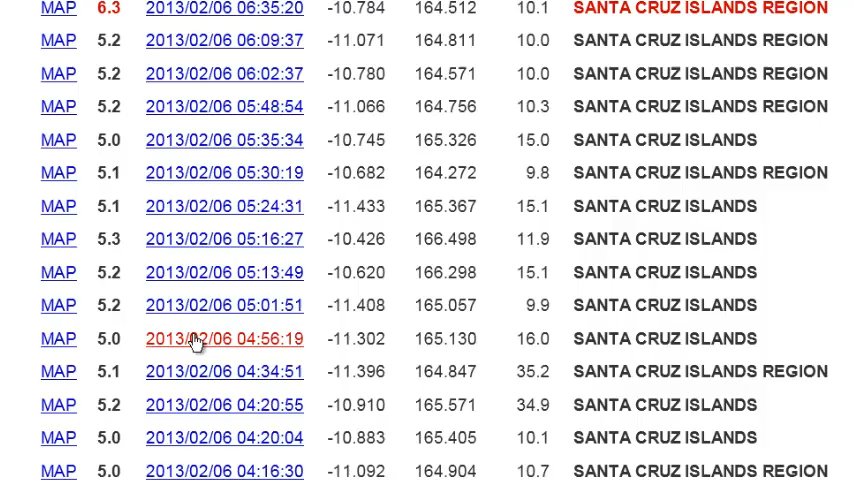 MAP 6.3 2013/02/06 06:35:20 -10.784 164.512 10.1 SANTA CRUZ ISLANDS REGION
MAP 5.2 2013/02/06 06:09:37 -11.071 164.811 10.0 SANTA CRUZ ISLANDS REGION
MAP 5.2 2013/02/06 06:02:37 -10.780 164.571 10.0 SANTA CRUZ ISLANDS REGION
MAP 5.2 2013/02/06 05:48:54 -11.066 164.756 10.3 SANTA CRUZ ISLANDS REGION
MAP 5.0 2013/02/06 05:35:34 -10.745 165.326 15.0 SANTA CRUZ ISLANDS
MAP 5.1 2013/02/06 05:30:19 -10.682 164.272 9.8 SANTA CRUZ ISLANDS REGION
MAP 5.1 2013/02/06 05:24:31 -11.433 165.367 15.1 SANTA CRUZ ISLANDS
MAP 5.3 2013/02/06 05:16:27 -10.426 166.498 11.9 SANTA CRUZ ISLANDS
MAP 5.2 2013/02/06 05:13:49 -10.620 166.298 15.1 SANTA CRUZ ISLANDS
MAP 5.2 2013/02/06 05:01:51 -11.408 165.057 9.9 SANTA CRUZ ISLANDS
MAP 5.0 2013/02/06 04:56:19 -11.302 165.130 16.0 SANTA CRUZ ISLANDS
MAP 5.1 2013/02/06 04:34:51 -11.396 164.847 35.2 SANTA CRUZ ISLANDS REGION
MAP 5.2 2013/02/06 04:20:55 -10.910 165.571 34.9 SANTA CRUZ ISLANDS
MAP 5.0 2013/02/06 04:20:04 -10.883 165.405 10.1 SANTA CRUZ ISLANDS
MAP 5.0 2013/02/06 04:16:30 -11.092 164.904 10.7 SANTA CRUZ ISLANDS REGION